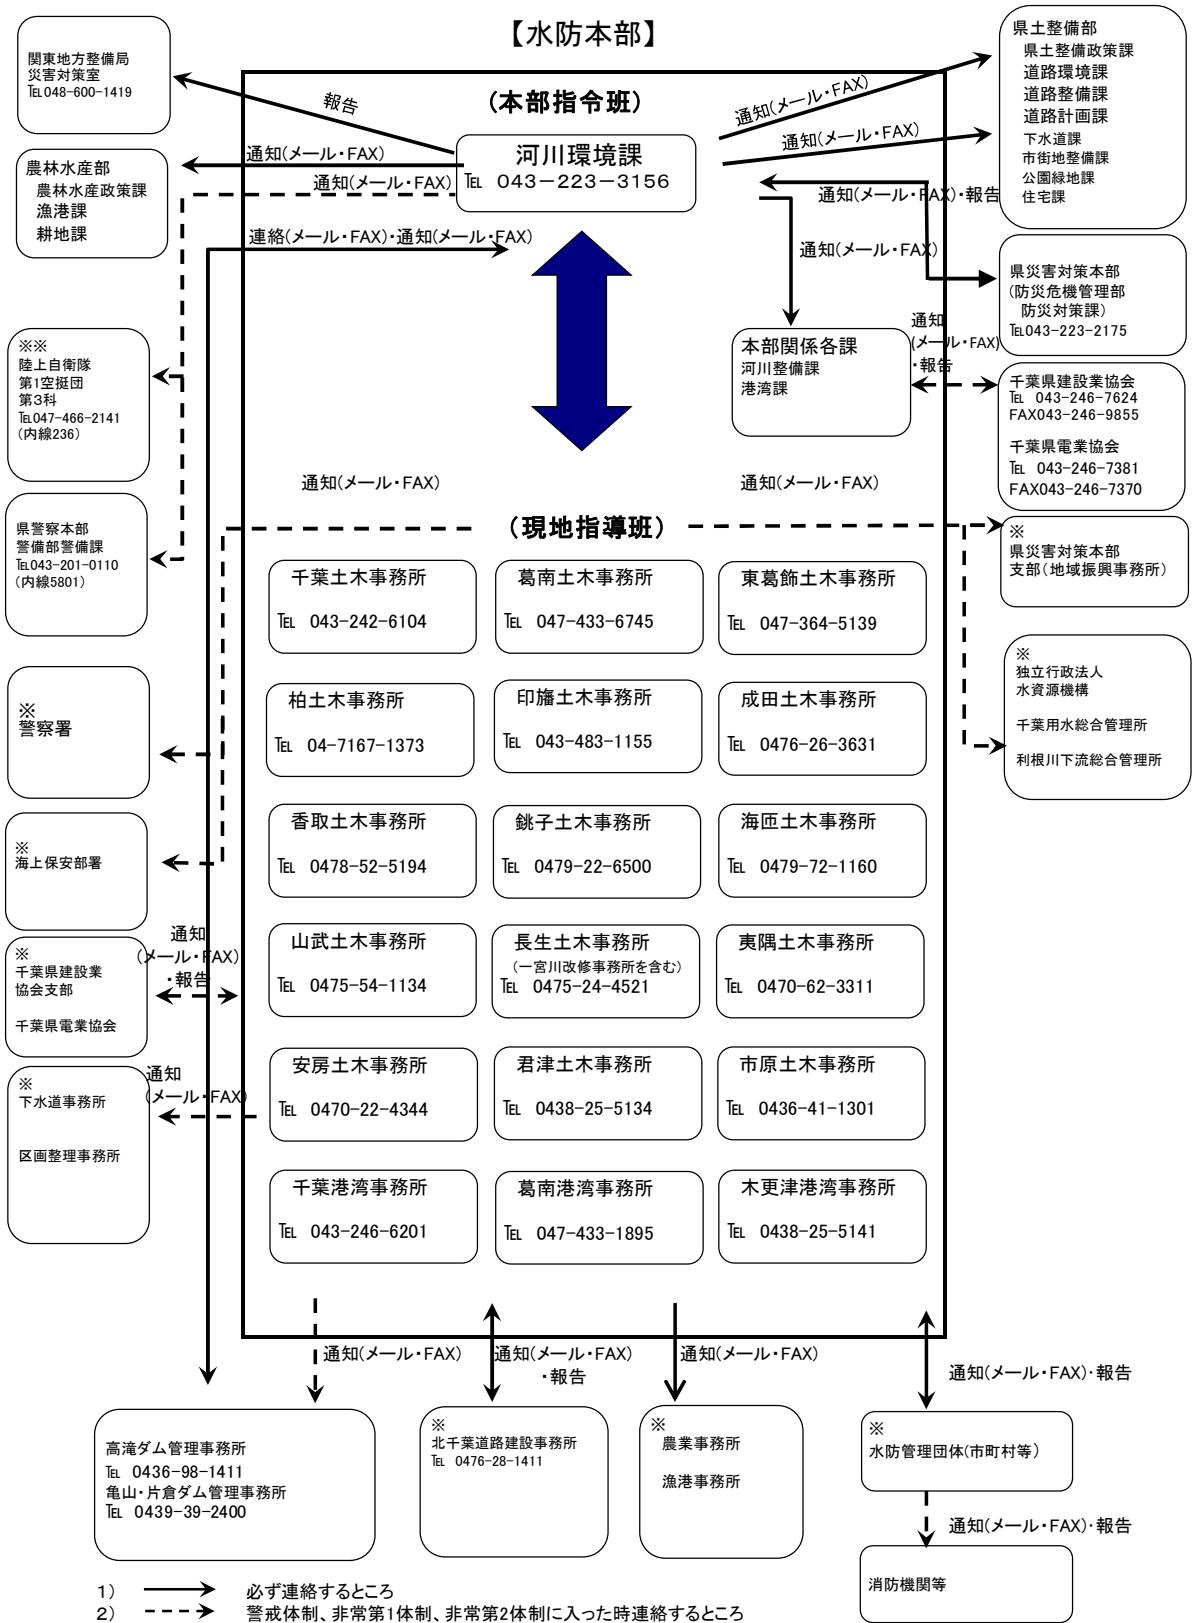 【水防本部】
関東地方整備局
災害対策室
℡048-600-1419
報告
(本部指令班)
河川環境課
℡ 043-223-3156
通知(メール・FAX)
通知(メール・FAX)
県土整備部
県土整備政策課
道路環境課
道路整備課
道路計画課
下水道課
市街地整備課
公園緑地課
住宅課
農林水産部
農林水産政策課
漁港課
耕地課
通知(メール・FAX)
通知(メール・FAX)
連絡(メール・FAX)・通知(メール・FAX)
通知(メール・FAX)・報告
通知(メール・FAX)
県災害対策本部
(防災危機管理部
防災対策課)
℡043-223-2175
※※
陸上自衛隊
第1空挺団
第3科
℡047-466-2141
(内線236)
本部関係各課
河川整備課
港湾課
通知
(メール・FAX)
・報告
千葉県建設業協会
℡ 043-246-7624
FAX043-246-9855
千葉県電業協会
℡ 043-246-7381
FAX043-246-7370
通知(メール・FAX)
通知(メール・FAX)
県警察本部
警備部警備課
℡043-201-0110
(内線5801)
(現地指導班)
※
県災害対策本部
支部(地域振興事務所)
千葉土木事務所
℡ 043-242-6104
葛南土木事務所
℡ 047-433-6745
東葛飾土木事務所
℡ 047-364-5139
※
独立行政法人
水資源機構
千葉用水総合管理所
利根川下流総合管理所
※
警察署
柏土木事務所
℡ 04-7167-1373
印旛土木事務所
℡ 043-483-1155
成田土木事務所
℡ 0476-26-3631
※
海上保安部署
香取土木事務所
℡ 0478-52-5194
銚子土木事務所
℡ 0479-22-6500
海匝土木事務所
℡ 0479-72-1160
※
千葉県建設業
協会支部
千葉県電業協会
通知
(メール・FAX)
・報告
山武土木事務所
℡ 0475-54-1134
長生土木事務所
(一宮川改修事務所を含む)
℡ 0475-24-4521
夷隅土木事務所
℡ 0470-62-3311
※
下水道事務所
区画整理事務所
通知
(メール・FAX)
安房土木事務所
℡ 0470-22-4344
君津土木事務所
℡ 0438-25-5134
市原土木事務所
℡ 0436-41-1301
千葉港湾事務所
℡ 043-246-6201
葛南港湾事務所
℡ 047-433-1895
木更津港湾事務所
℡ 0438-25-5141
通知(メール・FAX)
通知(メール・FAX)
・報告
通知(メール・FAX)
通知(メール・FAX)・報告
高滝ダム管理事務所
℡ 0436-98-1411
亀山・片倉ダム管理事務所
℡ 0439-39-2400
※
北千葉道路建設事務所
℡ 0476-28-1411
※
農業事務所
漁港事務所
※
水防管理団体(市町村等)
通知(メール・FAX)・報告
消防機関等
1) 必ず連絡するところ
2) 警戒体制、非常第1体制、非常第2体制に入った時連絡するところ